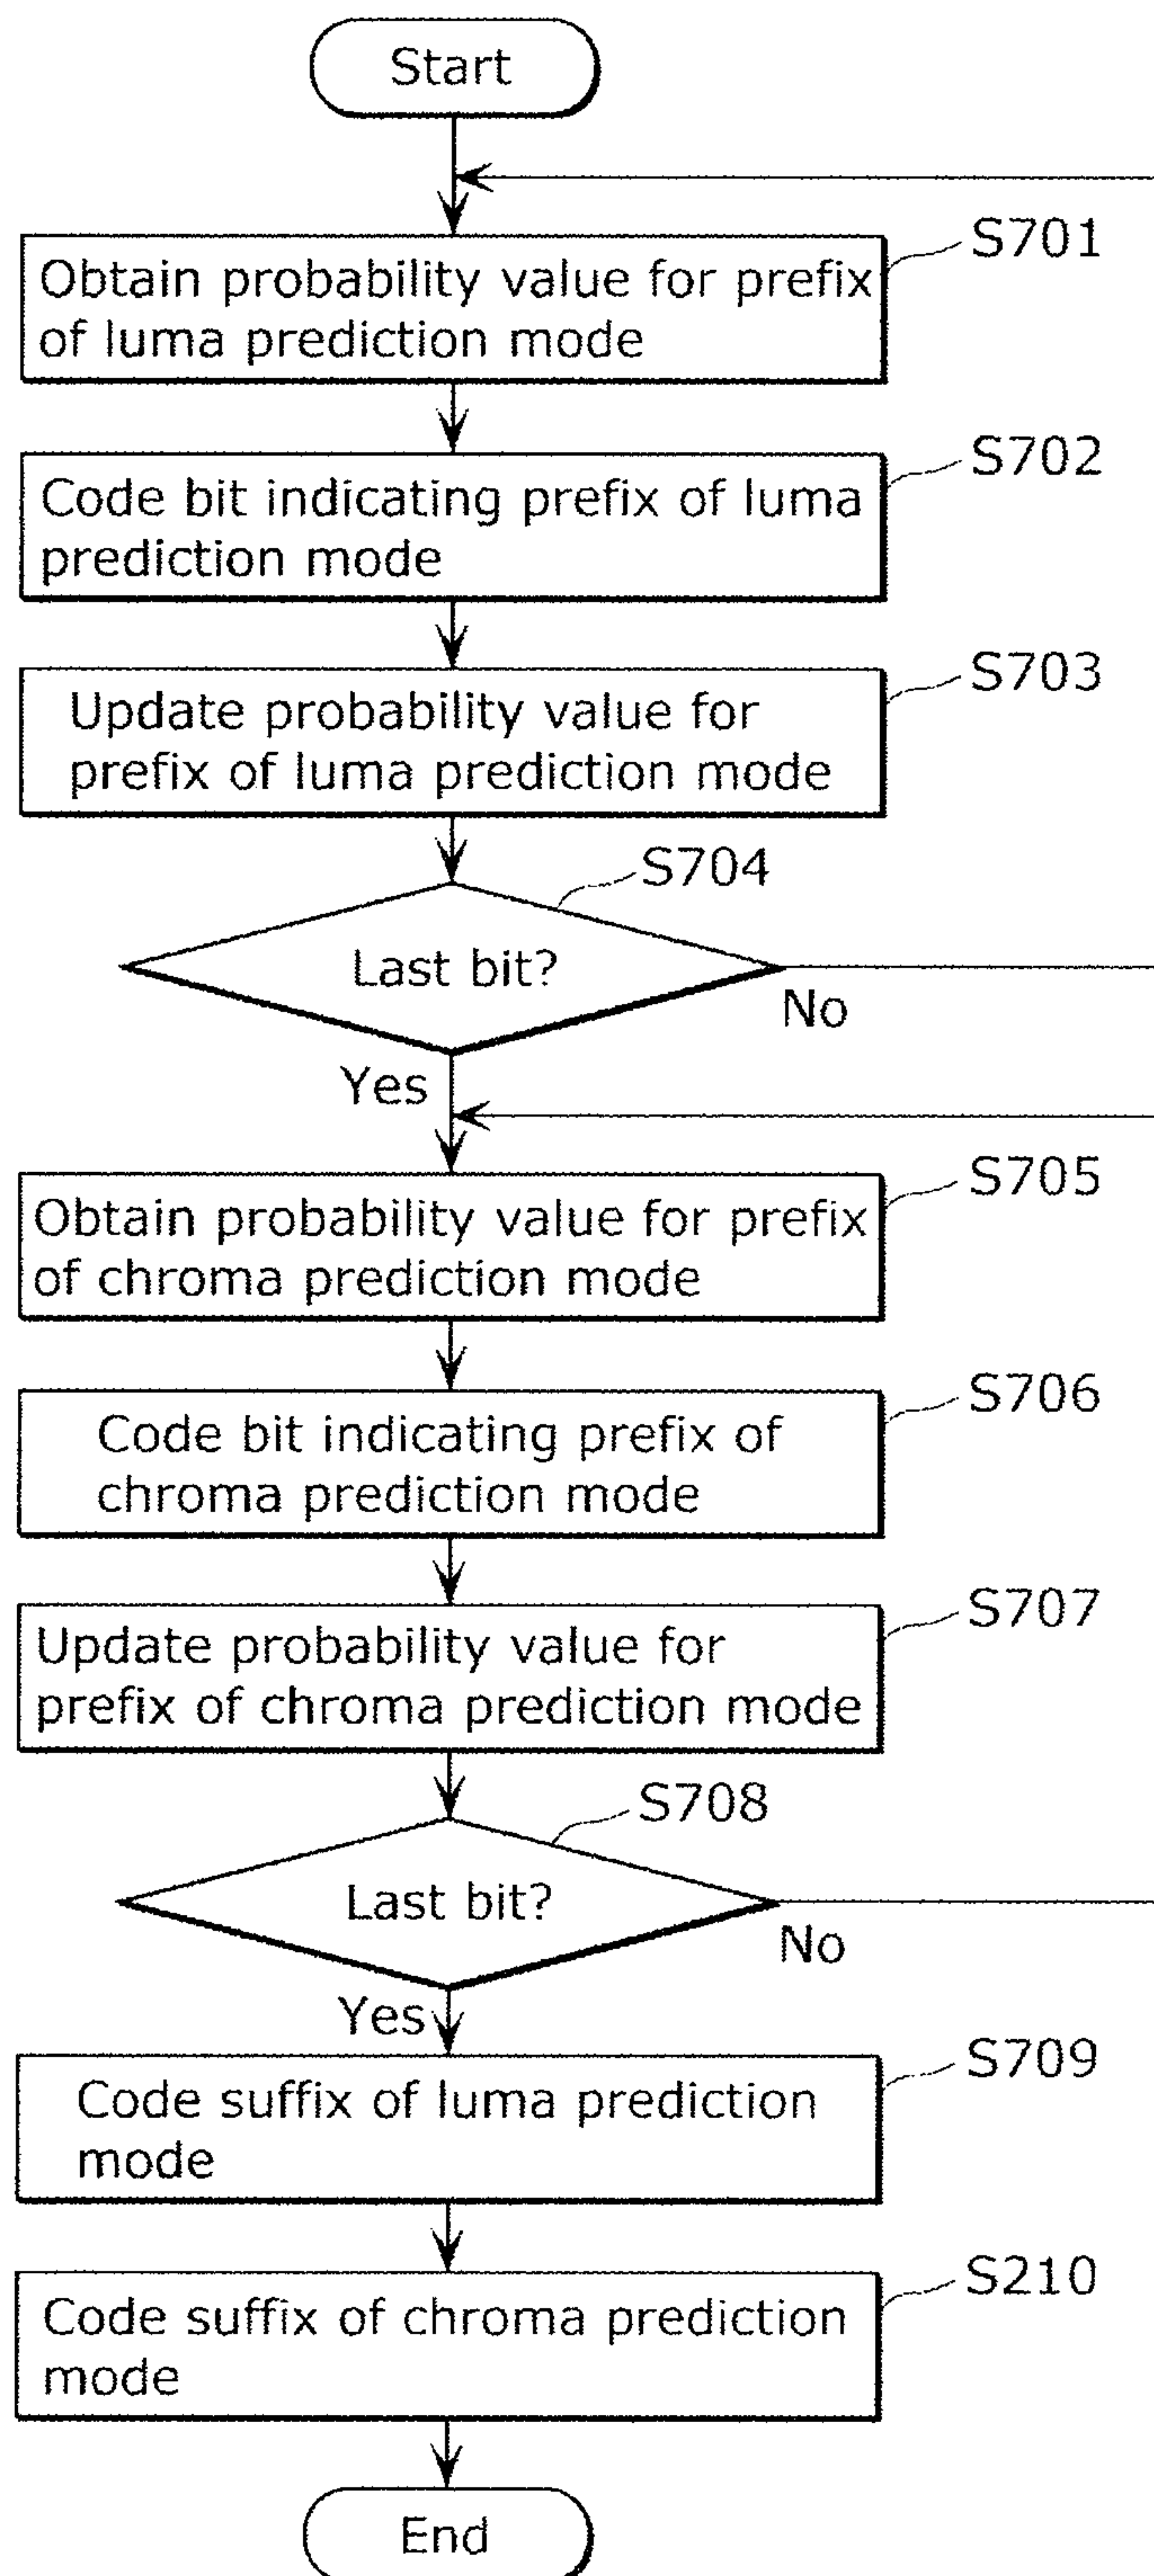 Start
S701
Obtain probability value for prefix
of luma prediction mode
S702
Code bit indicating prefix of luma
prediction mode
S703
Update probability value for
prefix of luma prediction mode
S704
Last bit?
No
Yes
S705
Obtain probability value for prefix
of chroma prediction mode
S706
Code bit indicating prefix of
chroma prediction mode
S707
Update probability value for
prefix of chroma prediction mode
S708
Last bit?
No
Yes
S709
Code suffix of luma prediction
mode
S210
Code suffix of chroma prediction
mode
End